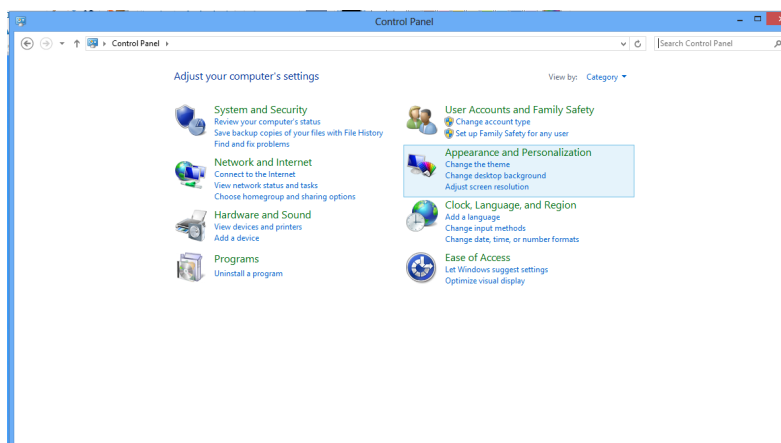 Control Panel
Control Panel
Search Control Panel
Adjust your computer's settings
View by: Category
System and Security
Review your computer's status
Save backup copies of your files with File History
Find and fix problems
Network and Internet
Connect to the Internet
View network status and tasks
Choose homegroup and sharing options
Hardware and Sound
View devices and printers
Add a device
Programs
Uninstall a program
User Accounts and Family Safety
Change account type
Set up Family Safety for any user
Appearance and Personalization
Change the theme
Change desktop background
Adjust screen resolution
Clock, Language, and Region
Add a language
Change input methods
Change date, time, or number formats
Ease of Access
Let Windows suggest settings
Optimize visual display